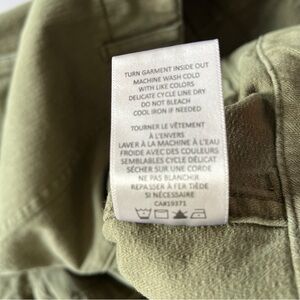 TURN GARMENT INSIDE OUT
MACHINE WASH COLD
WITH LIKE COLORS
DELICATE CYCLE LINE DRY
DO NOT BLEACH
COOL IRON IF NEEDED
TOURNER LE VÊTEMENT
À L'ENVERS
LAVER À LA MACHINE À L'EAU
FROIDE AVEC DES COULEURS
SEMBLABLES CYCLE DÉLICAT
SÉCHER SUR UNE CORDE
NE PAS BLANCHIR
REPASSER À FER TIÈDE
SI NÉCESSAIRE
CA#19371